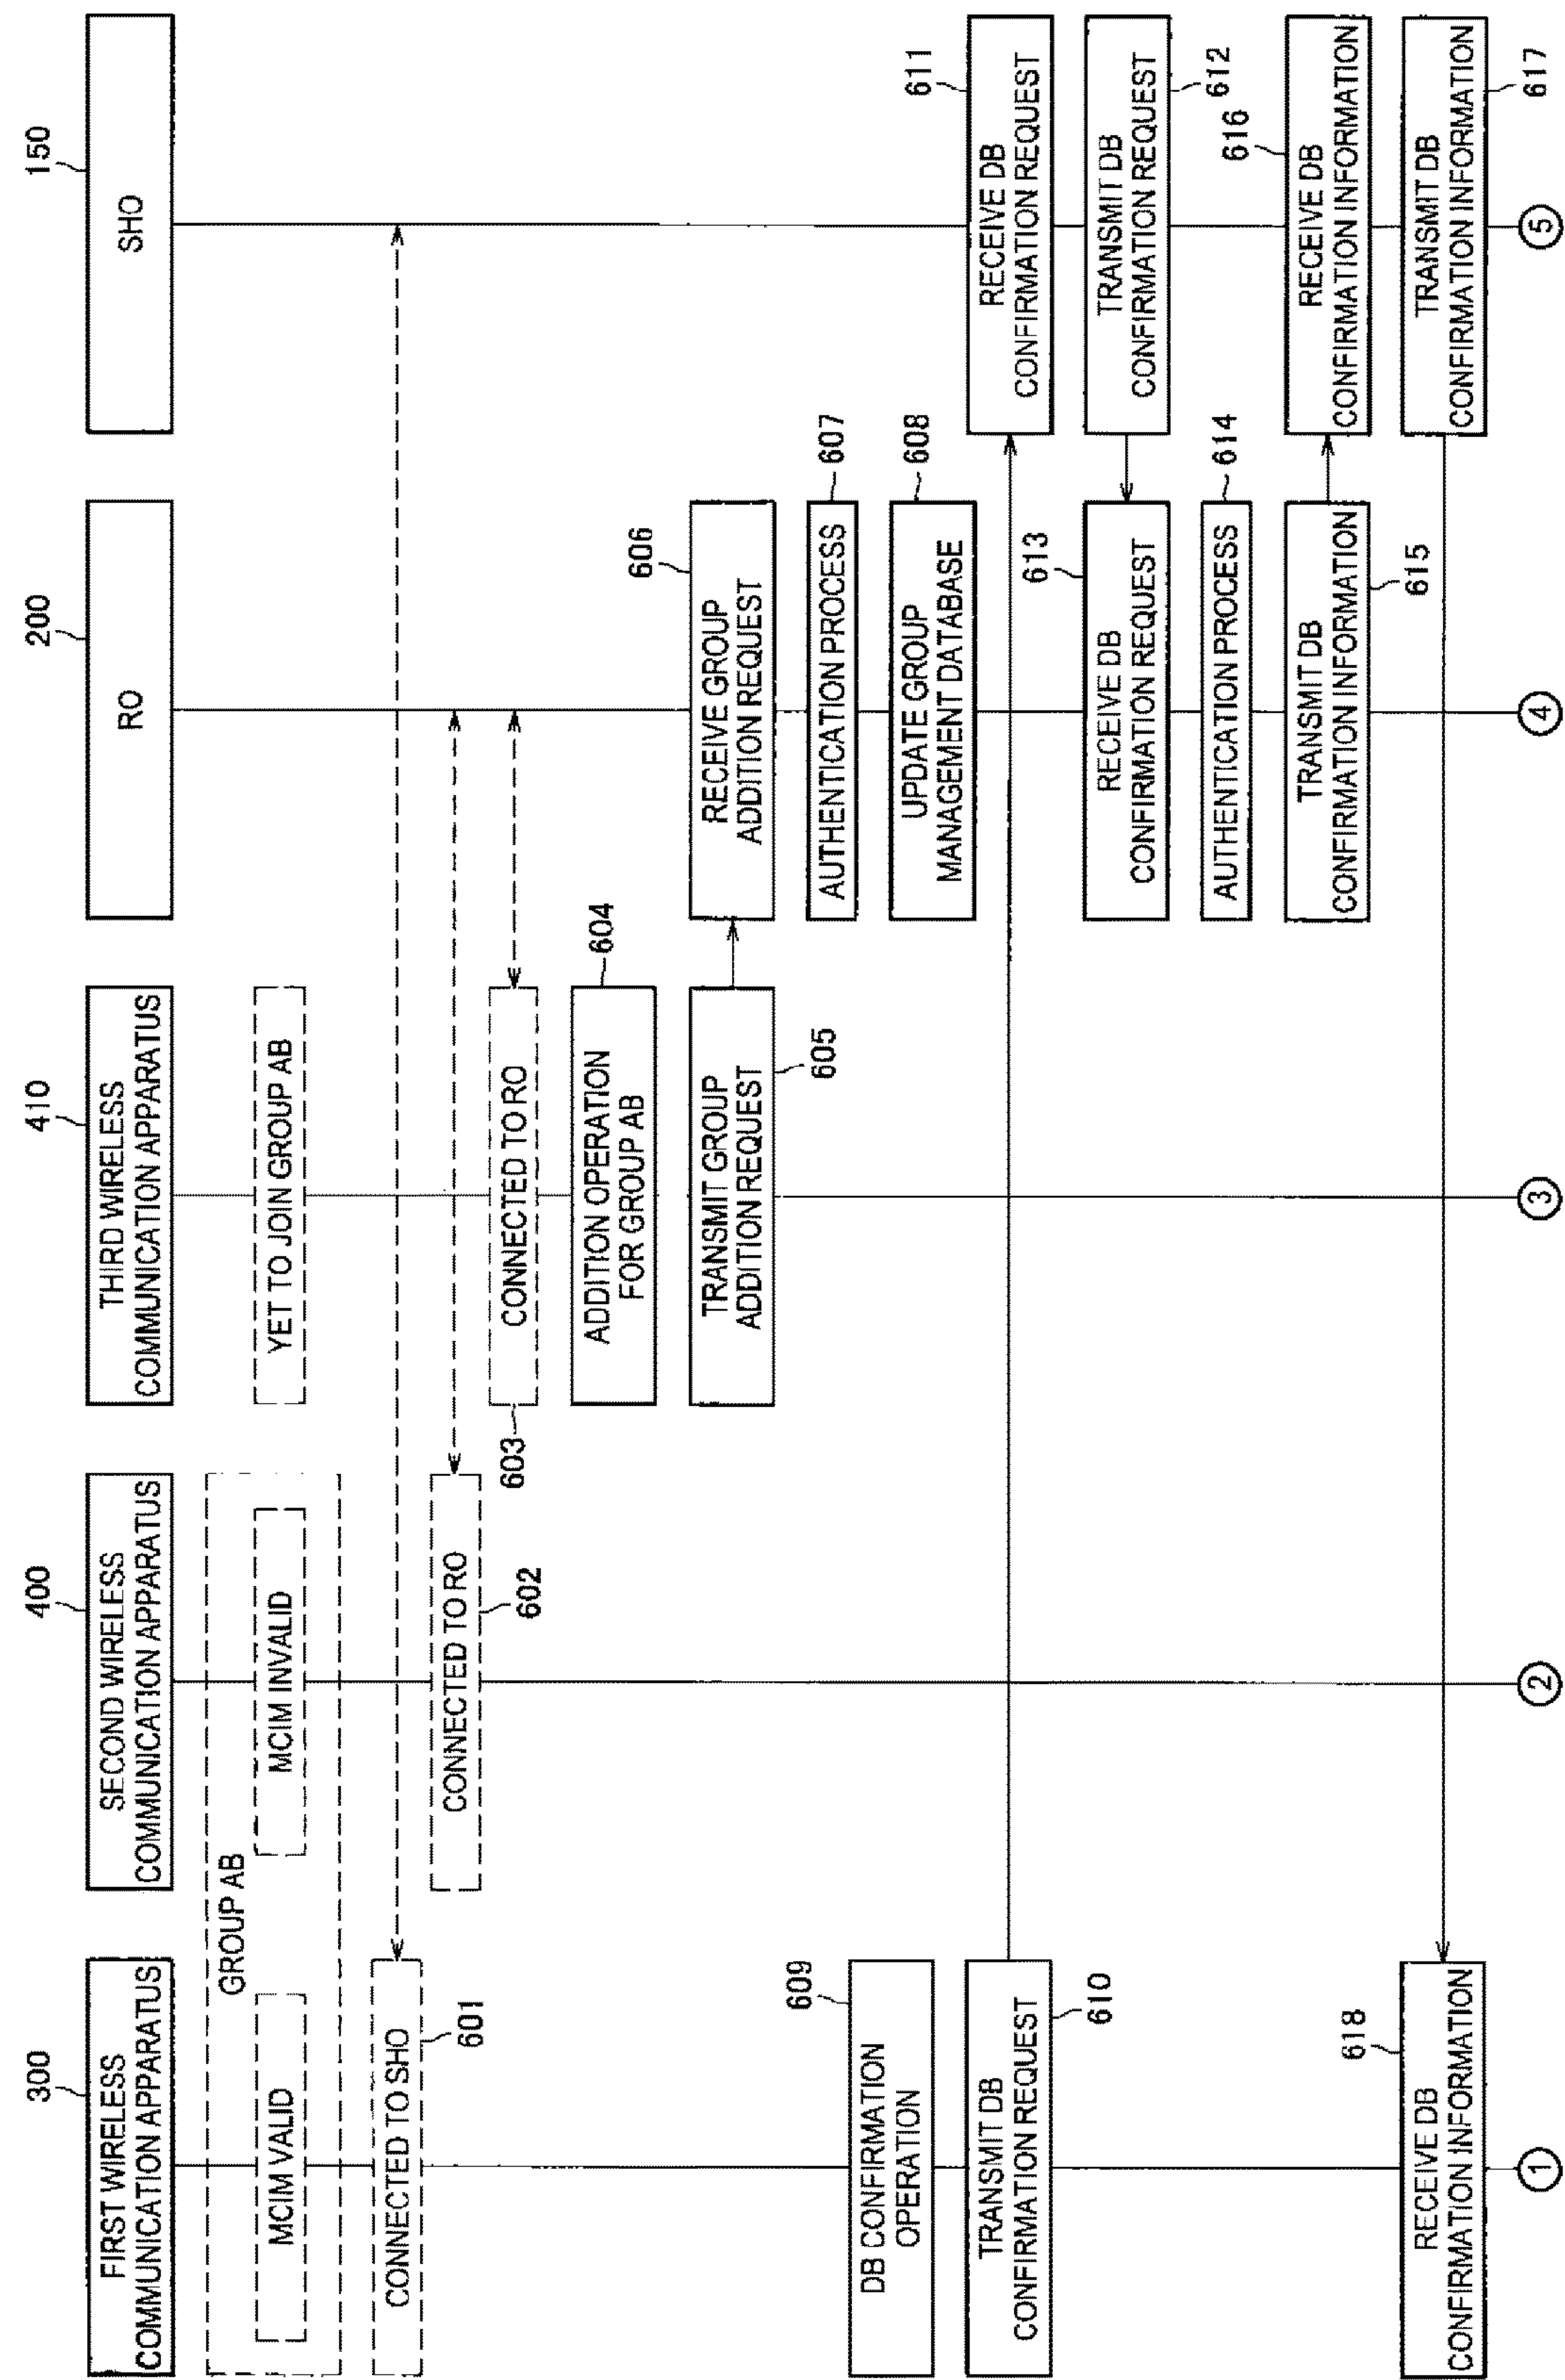 300
FIRST WIRELESS
COMMUNICATION APPARATUS
400
SECOND WIRELESS
COMMUNICATION APPARATUS
410
THIRD WIRELESS
COMMUNICATION APPARATUS
200
RO
150
SHO
GROUP AB
MCIM VALID
MCIM INVALID
YET TO JOIN GROUP AB
CONNECTED TO SHO
601
CONNECTED TO RO
602
603
CONNECTED TO RO
604
ADDITION OPERATION
FOR GROUP AB
TRANSMIT GROUP
ADDITION REQUEST
605
606
RECEIVE GROUP
ADDITION REQUEST
607
AUTHENTICATION PROCESS
608
UPDATE GROUP
MANAGEMENT DATABASE
609
DB CONFIRMATION
OPERATION
TRANSMIT DB
CONFIRMATION REQUEST
610
611
RECEIVE DB
CONFIRMATION REQUEST
TRANSMIT DB
CONFIRMATION REQUEST
612
613
RECEIVE DB
CONFIRMATION REQUEST
614
AUTHENTICATION PROCESS
TRANSMIT DB
CONFIRMATION INFORMATION
615
616
RECEIVE DB
CONFIRMATION INFORMATION
TRANSMIT DB
CONFIRMATION INFORMATION
617
618
RECEIVE DB
CONFIRMATION INFORMATION
1
2
3
4
5